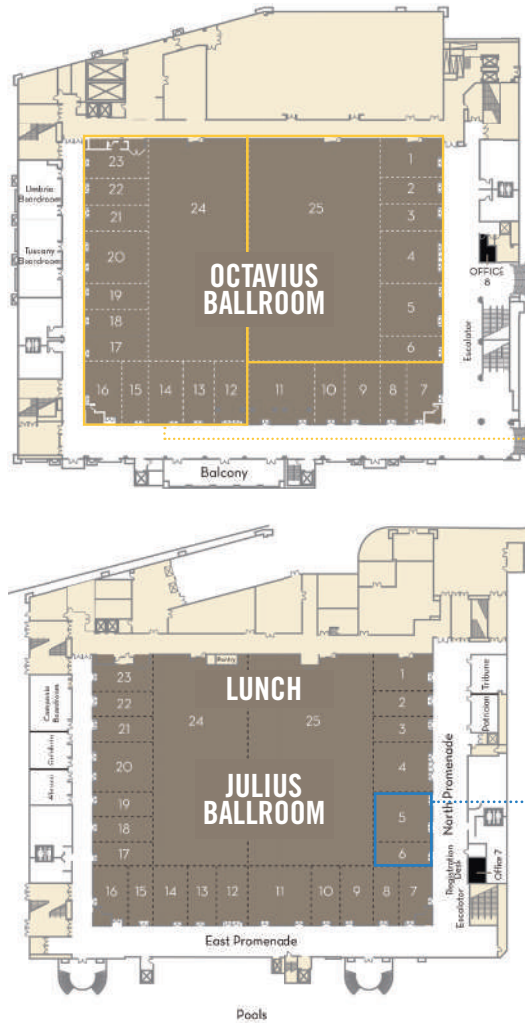 Umbria
Boardroom
Tuscany
Boardroom
23
22
21
20
19
18
17
16
15
14
13
12
24
25
OCTAVIUS
BALLROOM
1
2
3
4
5
6
11
10
9
8
7
OFFICE
8
Escalator
Balcony
Campania
Boardroom
Calabria
Abruzzi
Pantry
23
22
21
20
19
18
17
16
15
14
13
12
24
LUNCH
25
JULIUS
BALLROOM
1
2
3
4
5
6
11
10
9
8
7
Tribune
Patrician
North Promenade
Registration
Desk
Escalator
Office 7
East Promenade
Pools